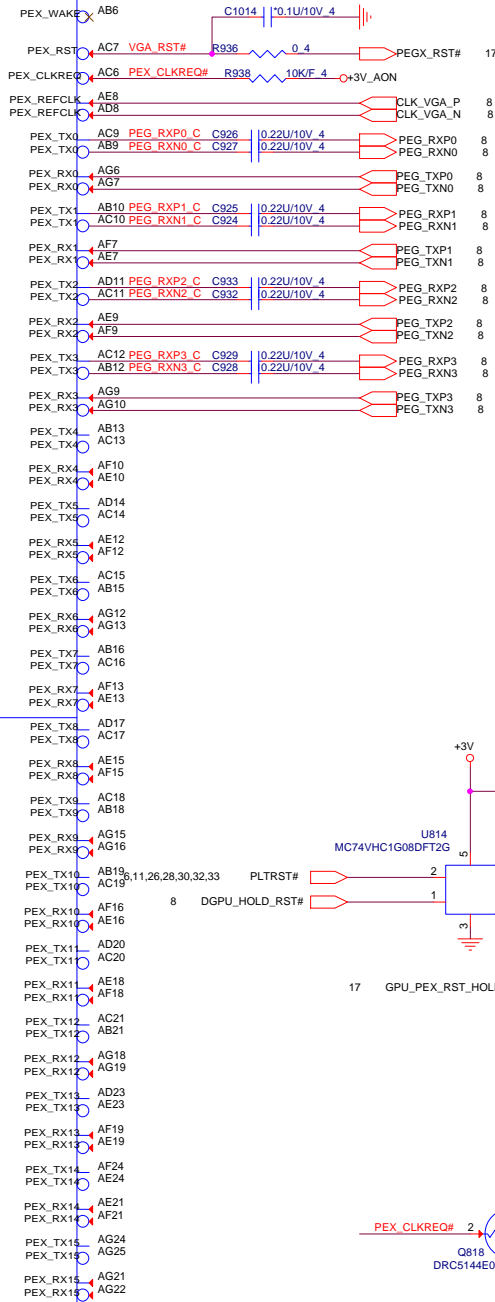 PEX_WAKE AB6 C1014 *0.1U/10V_4
PEX_RST AC7 VGA_RST# R936 0_4 PEGX_RST# 17
PEX_CLKREQ AC6 PEX_CLKREQ# R938 10K/F_4 +3V_AON
PEX_REFCLK AE8 CLK_VGA_P 8
PEX_REFCLK AD8 CLK_VGA_N 8
PEX_TX0 AC9 PEG_RXP0_C C926 0.22U/10V_4 PEG_RXP0 8
PEX_TX0 AB9 PEG_RXN0_C C927 0.22U/10V_4 PEG_RXN0 8
PEX_RX0 AG6 PEG_TXP0 8
PEX_RX0 AG7 PEG_TXN0 8
PEX_TX1 AB10 PEG_RXP1_C C925 0.22U/10V_4 PEG_RXP1 8
PEX_TX1 AC10 PEG_RXN1_C C924 0.22U/10V_4 PEG_RXN1 8
PEX_RX1 AF7 PEG_TXP1 8
PEX_RX1 AE7 PEG_TXN1 8
PEX_TX2 AD11 PEG_RXP2_C C933 0.22U/10V_4 PEG_RXP2 8
PEX_TX2 AC11 PEG_RXN2_C C932 0.22U/10V_4 PEG_RXN2 8
PEX_RX2 AE9 PEG_TXP2 8
PEX_RX2 AF9 PEG_TXN2 8
PEX_TX3 AC12 PEG_RXP3_C C929 0.22U/10V_4 PEG_RXP3 8
PEX_TX3 AB12 PEG_RXN3_C C928 0.22U/10V_4 PEG_RXN3 8
PEX_RX3 AG9 PEG_TXP3 8
PEX_RX3 AG10 PEG_TXN3 8
PEX_TX4 AB13
PEX_TX4 AC13
PEX_RX4 AF10
PEX_RX4 AE10
PEX_TX5 AD14
PEX_TX5 AC14
PEX_RX5 AE12
PEX_RX5 AF12
PEX_TX6 AC15
PEX_TX6 AB15
PEX_RX6 AG12
PEX_RX6 AG13
PEX_TX7 AB16
PEX_TX7 AC16
PEX_RX7 AF13
PEX_RX7 AE13
PEX_TX8 AD17
PEX_TX8 AC17
+3V
PEX_RX8 AE15
PEX_RX8 AF15
PEX_TX9 AC18
PEX_TX9 AB18
U814
PEX_RX9 AG15
MC74VHC1G08DFT2G 5
PEX_RX9 AG16
PEX_TX10 AB19 6,11,26,28,30,32,33 PLTRST# 2
PEX_TX10 AC19
8 DGPU_HOLD_RST# 1
PEX_RX10 AF16
PEX_RX10 AE16 3
PEX_TX11 AD20
PEX_TX11 AC20
PEX_RX11 AE18
17 GPU_PEX_RST_HOL
PEX_RX11 AF18
PEX_TX12 AC21
PEX_TX12 AB21
PEX_RX12 AG18
PEX_RX12 AG19
PEX_TX13 AD23
PEX_TX13 AE23
PEX_RX13 AF19
PEX_RX13 AE19
PEX_TX14 AF24
PEX_TX14 AE24
PEX_RX14 AE21
PEX_RX14 AF21
PEX_CLKREQ# 2
PEX_TX15 AG24
PEX_TX15 AG25
Q818
DRC5144E0
PEX_RX15 AG21
PEX_RX15 AG22